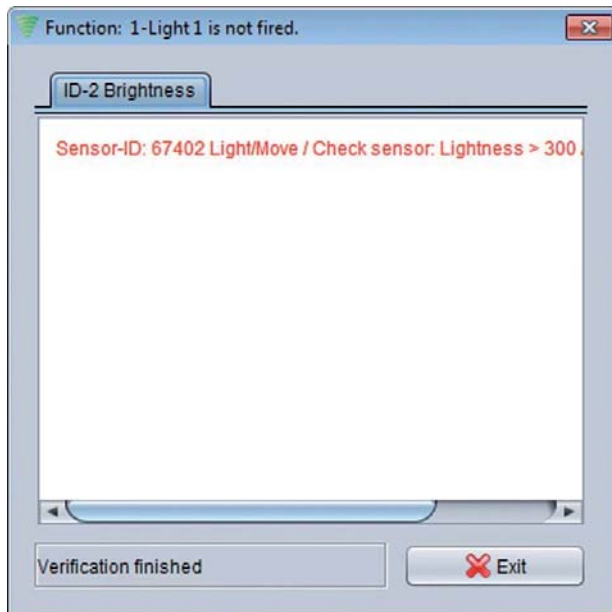 Function: 1-Light 1 is not fired.
ID-2 Brightness
Sensor-ID: 67402 Light/Move / Check sensor: Lightness > 300
Verification finished
Exit